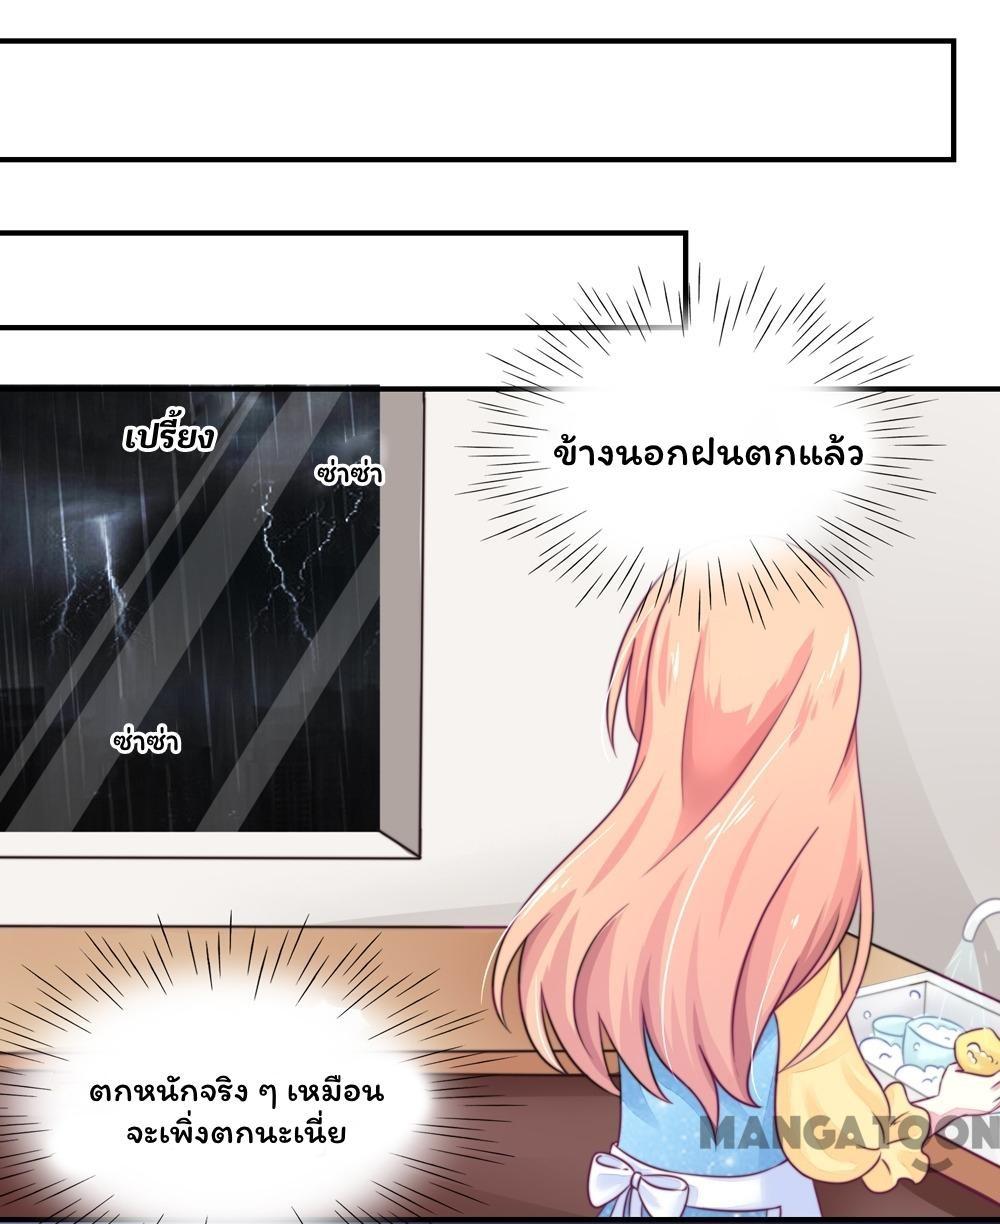 เปรี้ยง
ซ่าซ่า
ข้างนอกฝนตกแล้ว
ซ่าซ่า
ตกหนักจริง ๆ เหมือน
จะเพิ่งตกนะเนี่ย
MANGATOON